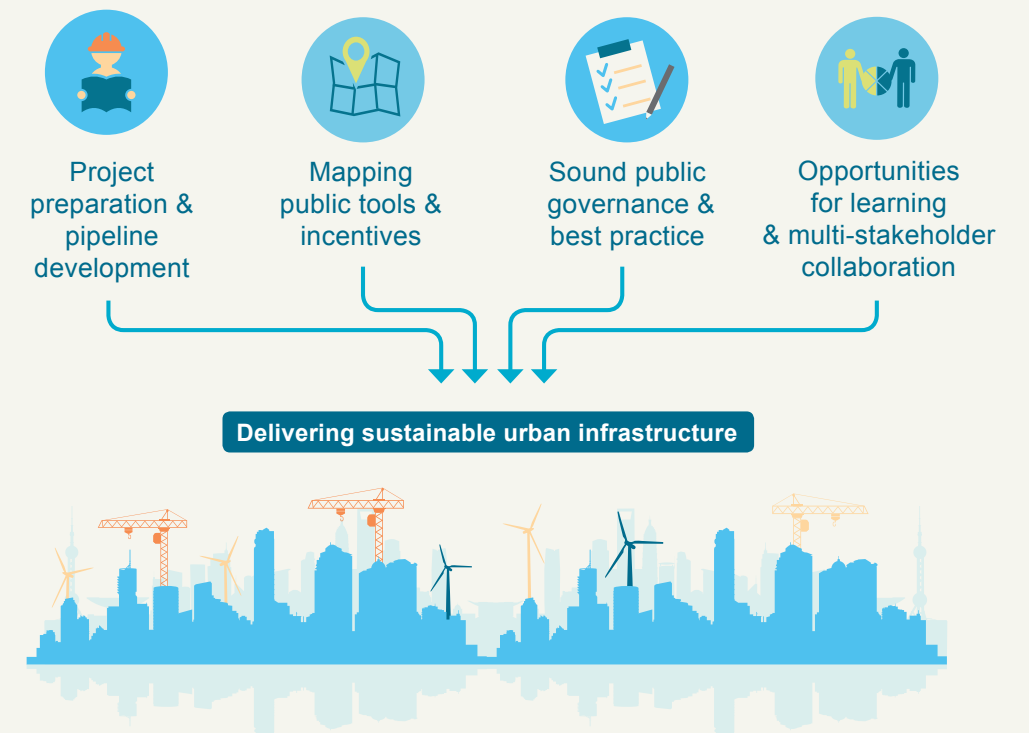 Project
preparation &
pipeline
development
Mapping
public tools &
incentives
Sound public
governance &
best practice
Opportunities
for learning
& multi-stakeholder
collaboration
Delivering sustainable urban infrastructure